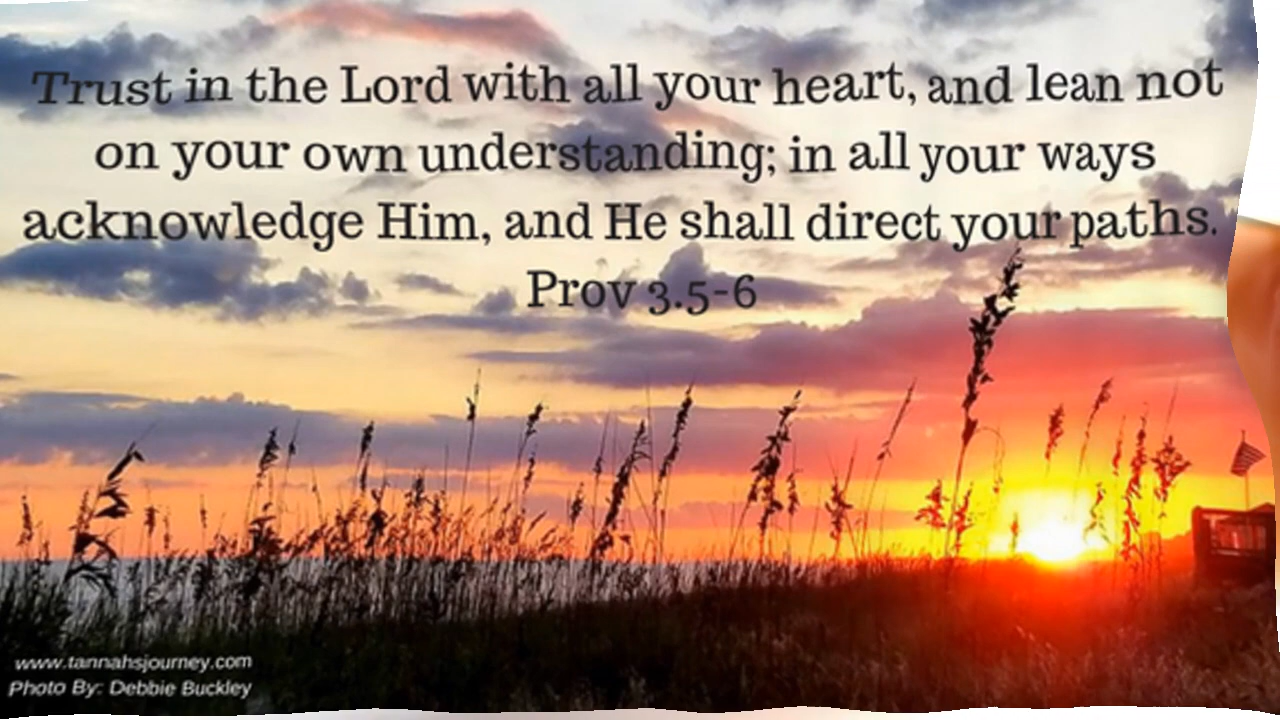 Trust in the Lord with all your heart, and lean not
on your own understanding; in all your ways
acknowledge Him, and He shall direct your paths.
Prov 3.5-6
www.tannahsjourney.com
Photo By: Debbie Buckley